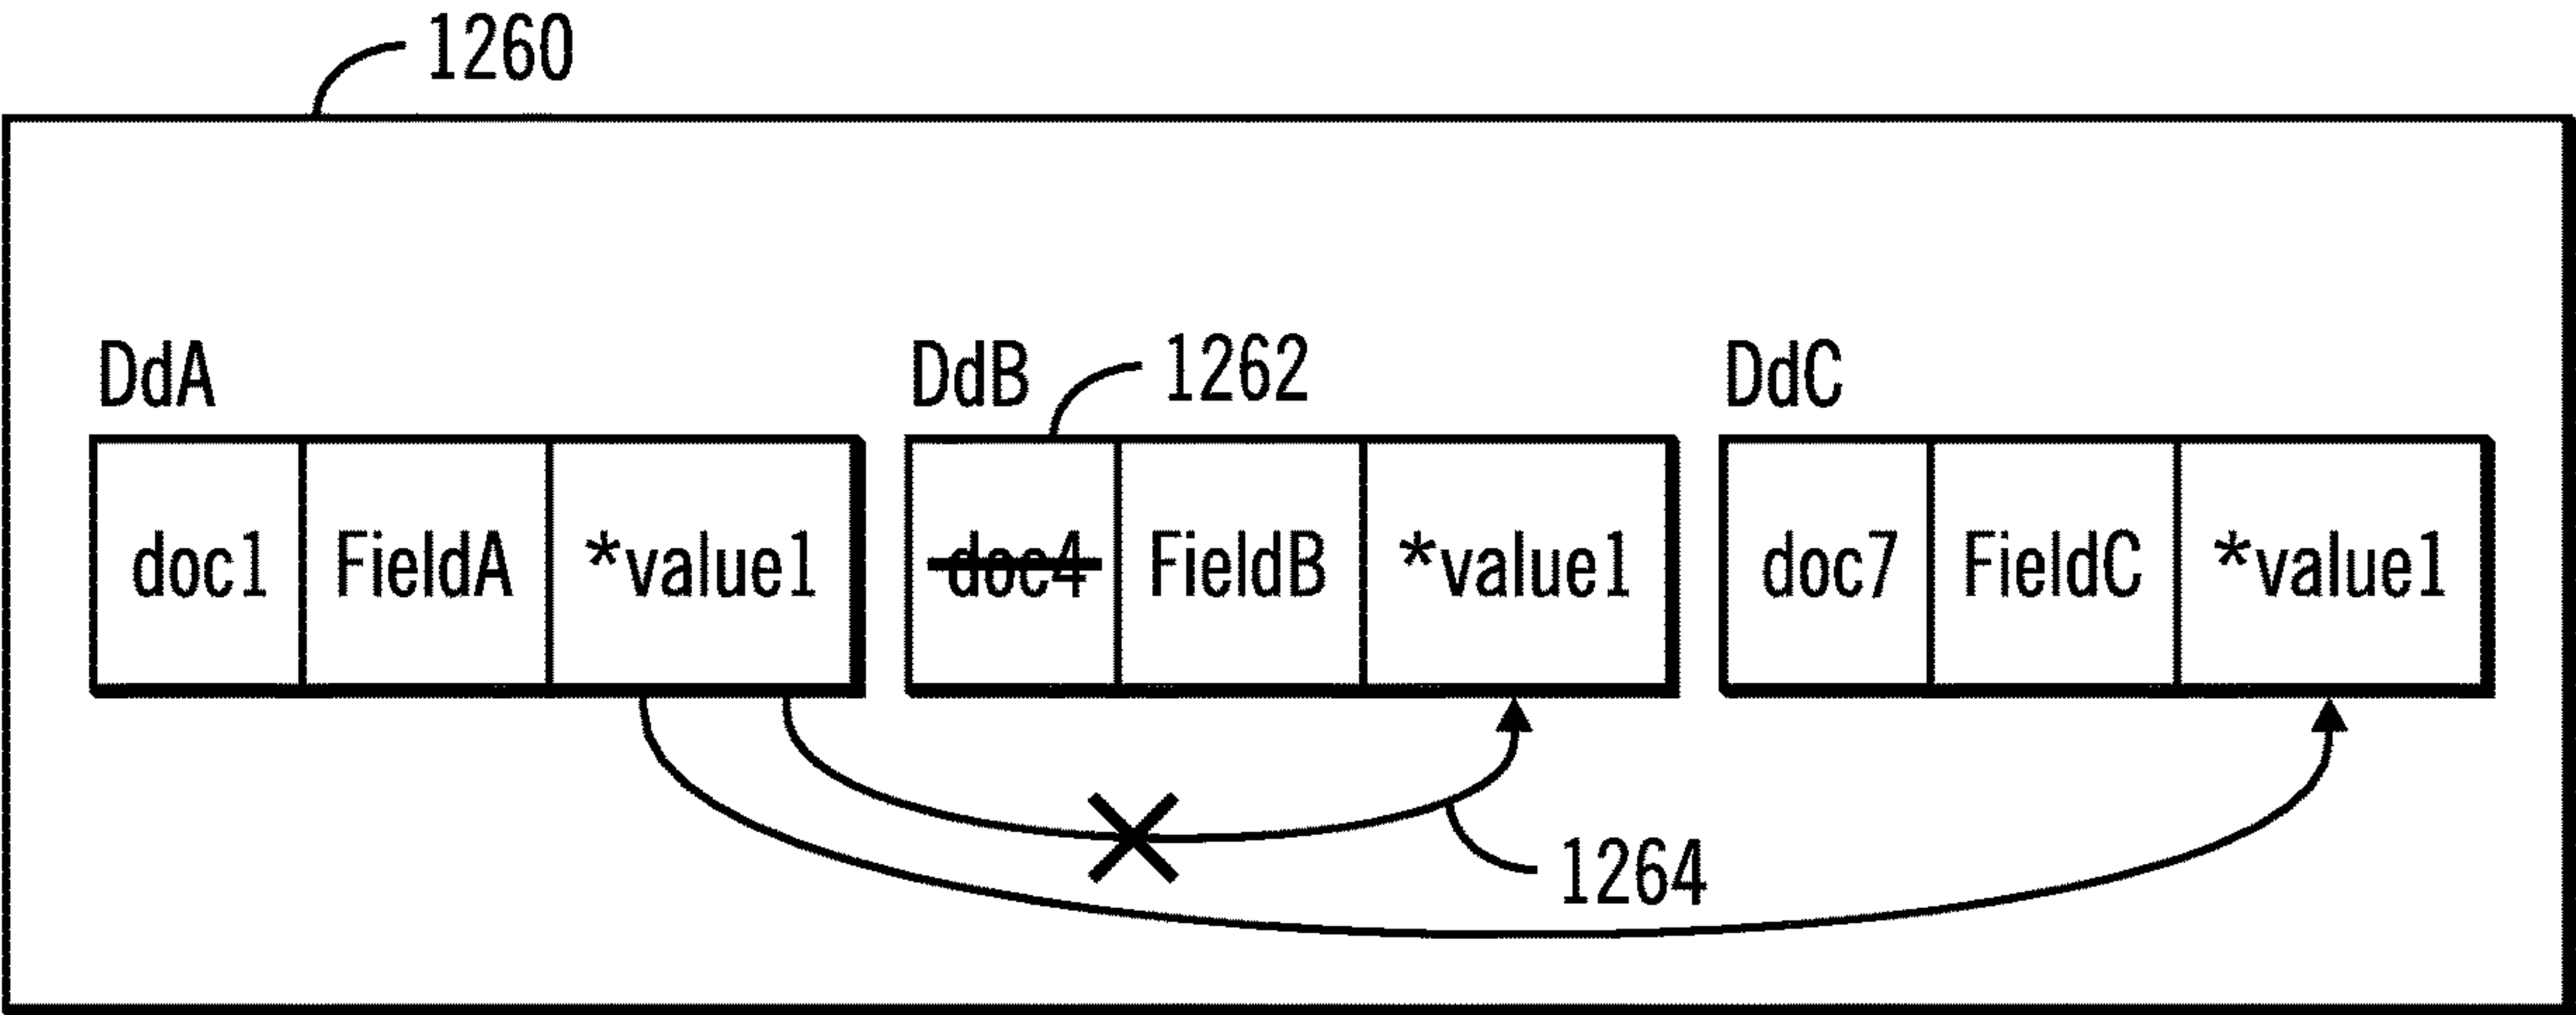 1260
DdA
DdB
1262
DdC
doc1 FieldA *value1
doc4 FieldB *value1
doc7 FieldC *value1
1264